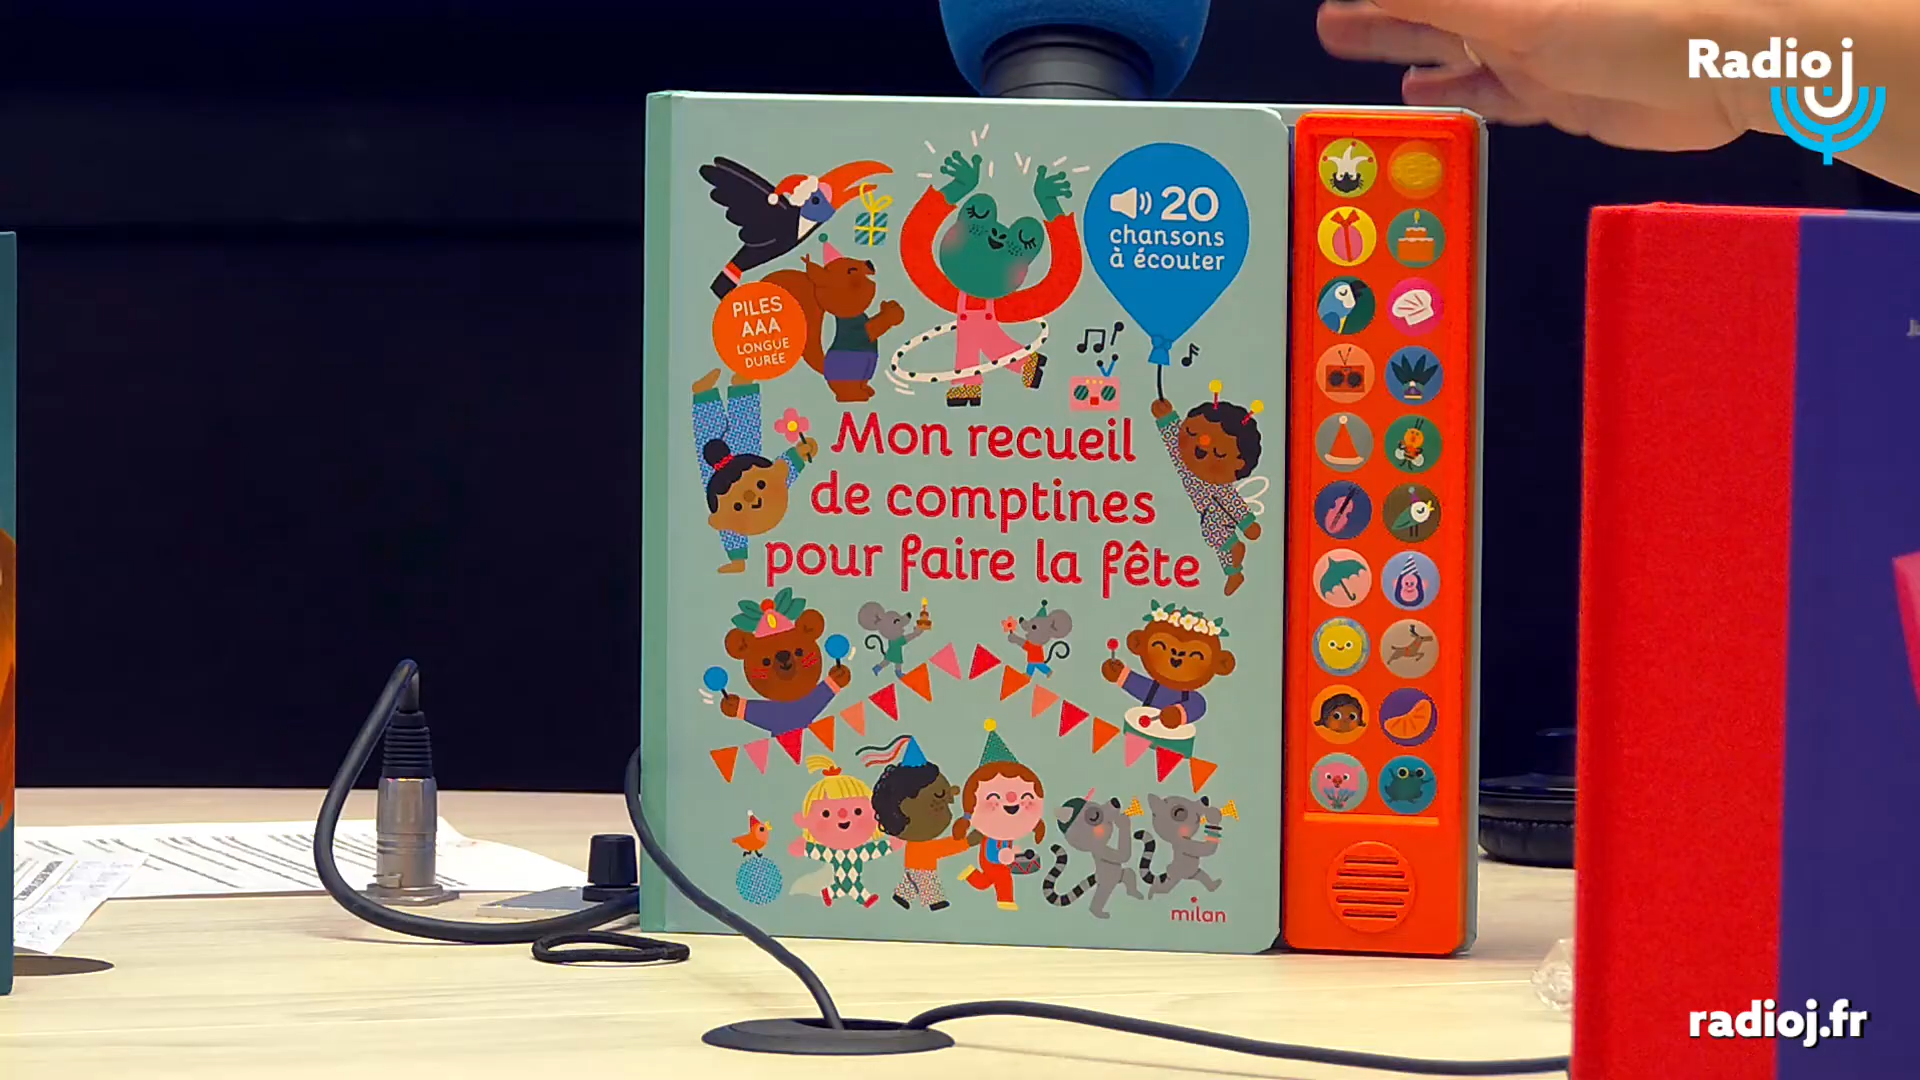 Radio j
20
chansons
à écouter
PILES
AAA
LONGUE
DURÉE
Mon recueil
de comptines
pour faire la fête
milan
radioj.fr